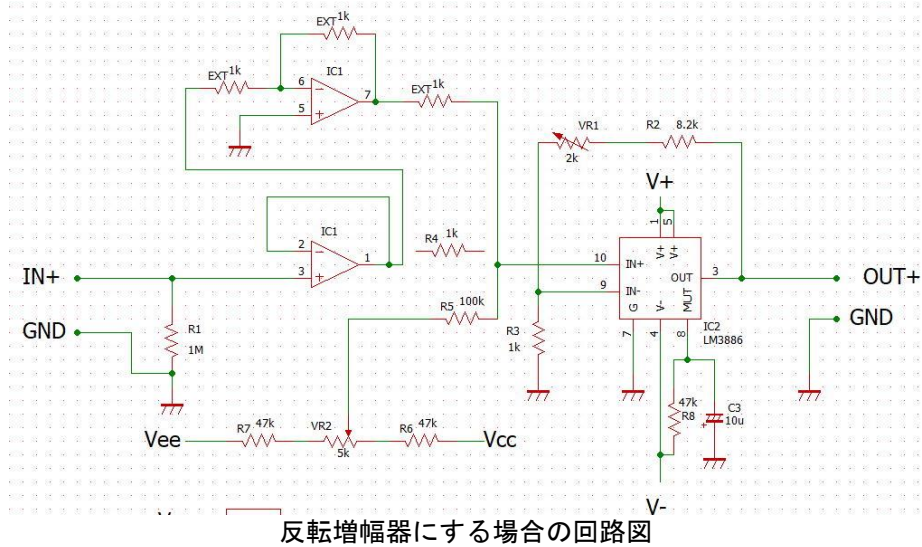 EXT 1k
EXT 1k
IC1
6
7
5
EXT 1k
VR1
2k
R2 8.2k
V+
1
5
IC1
2
3
1
R4 1k
10 IN+
V+
V+
OUT 3
9 IN-
G
V-
MUT
7
4
8
IC2
LM3886
IN+
OUT+
GND
GND
R1
1M
R5 100k
R3
1k
47k
R8
C3
10u
+
Vee
R7 47k
VR2
5k
R6 47k
Vcc
V-
反転増幅器にする場合の回路図